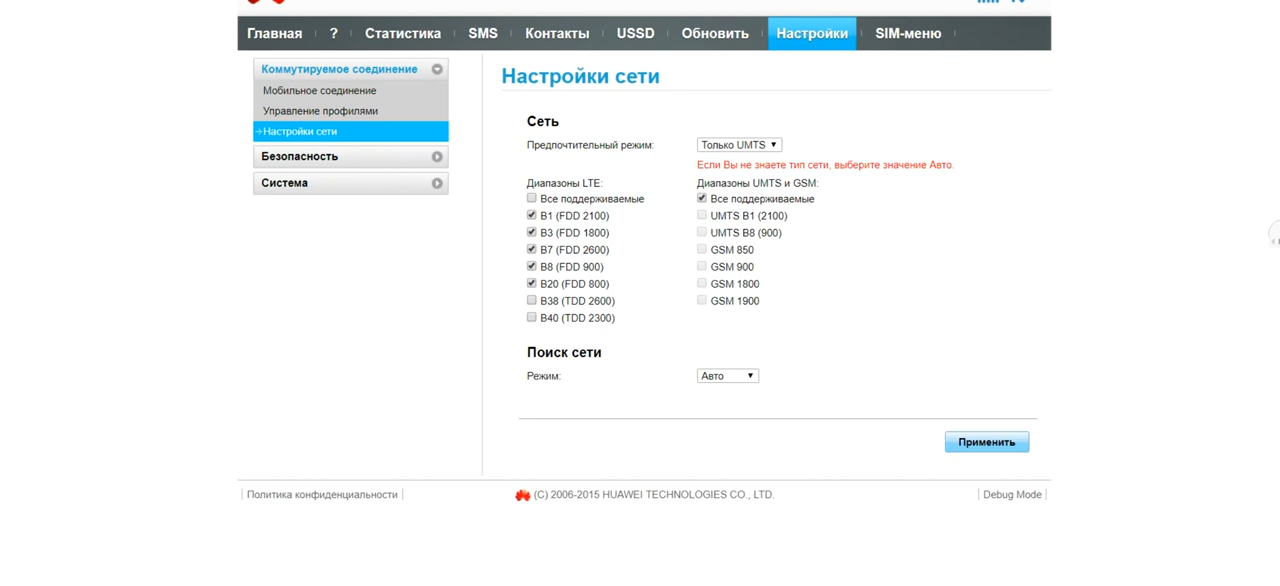 Главная ? Статистика SMS Контакты USSD Обновить Настройки SIM-меню
Коммутируемое соединение
Мобильное соединение
Управление профилями
Настройки сети
Безопасность
Система
Настройки сети
Сеть
Предпочтительный режим: Только UMTS
Если Вы не знаете тип сети, выберите значение Авто.
Диапазоны LTE: Диапазоны UMTS и GSM:
Все поддерживаемые Все поддерживаемые
B1 (FDD 2100) UMTS B1 (2100)
B3 (FDD 1800) UMTS B8 (900)
B7 (FDD 2600) GSM 850
B8 (FDD 900) GSM 900
B20 (FDD 800) GSM 1800
B38 (TDD 2600) GSM 1900
B40 (TDD 2300)
Поиск сети
Режим: Авто
Применить
Политика конфиденциальности (C) 2006-2015 HUAWEI TECHNOLOGIES CO., LTD. Debug Mode